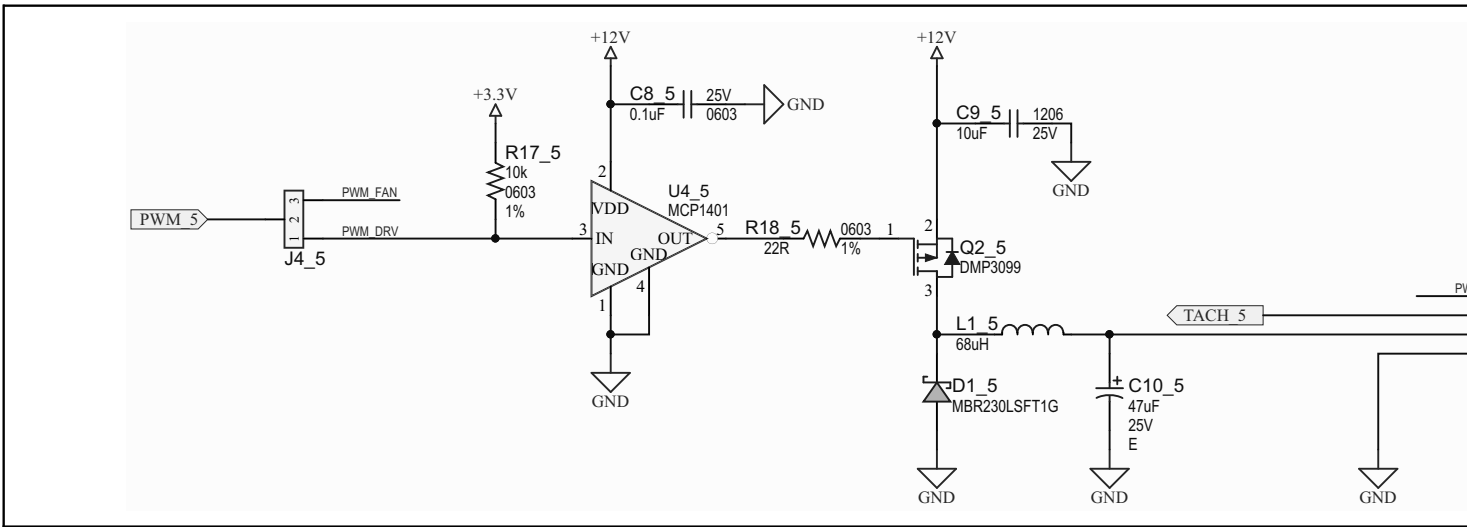 +12V
+12V
+3.3V
C8_5
0.1uF
25V
0603
GND
C9_5
10uF
1206
25V
GND
R17_5
10k
0603
1%
PWM_5
3
2
1
J4_5
PWM_FAN
PWM_DRV
2
VDD
3
IN
OUT
5
GND
GND
4
1
U4_5
MCP1401
GND
R18_5
22R
0603
1%
1
2
3
Q2_5
DMP3099
L1_5
68uH
TACH_5
D1_5
MBR230LSFT1G
GND
+
C10_5
47uF
25V
E
GND
GND